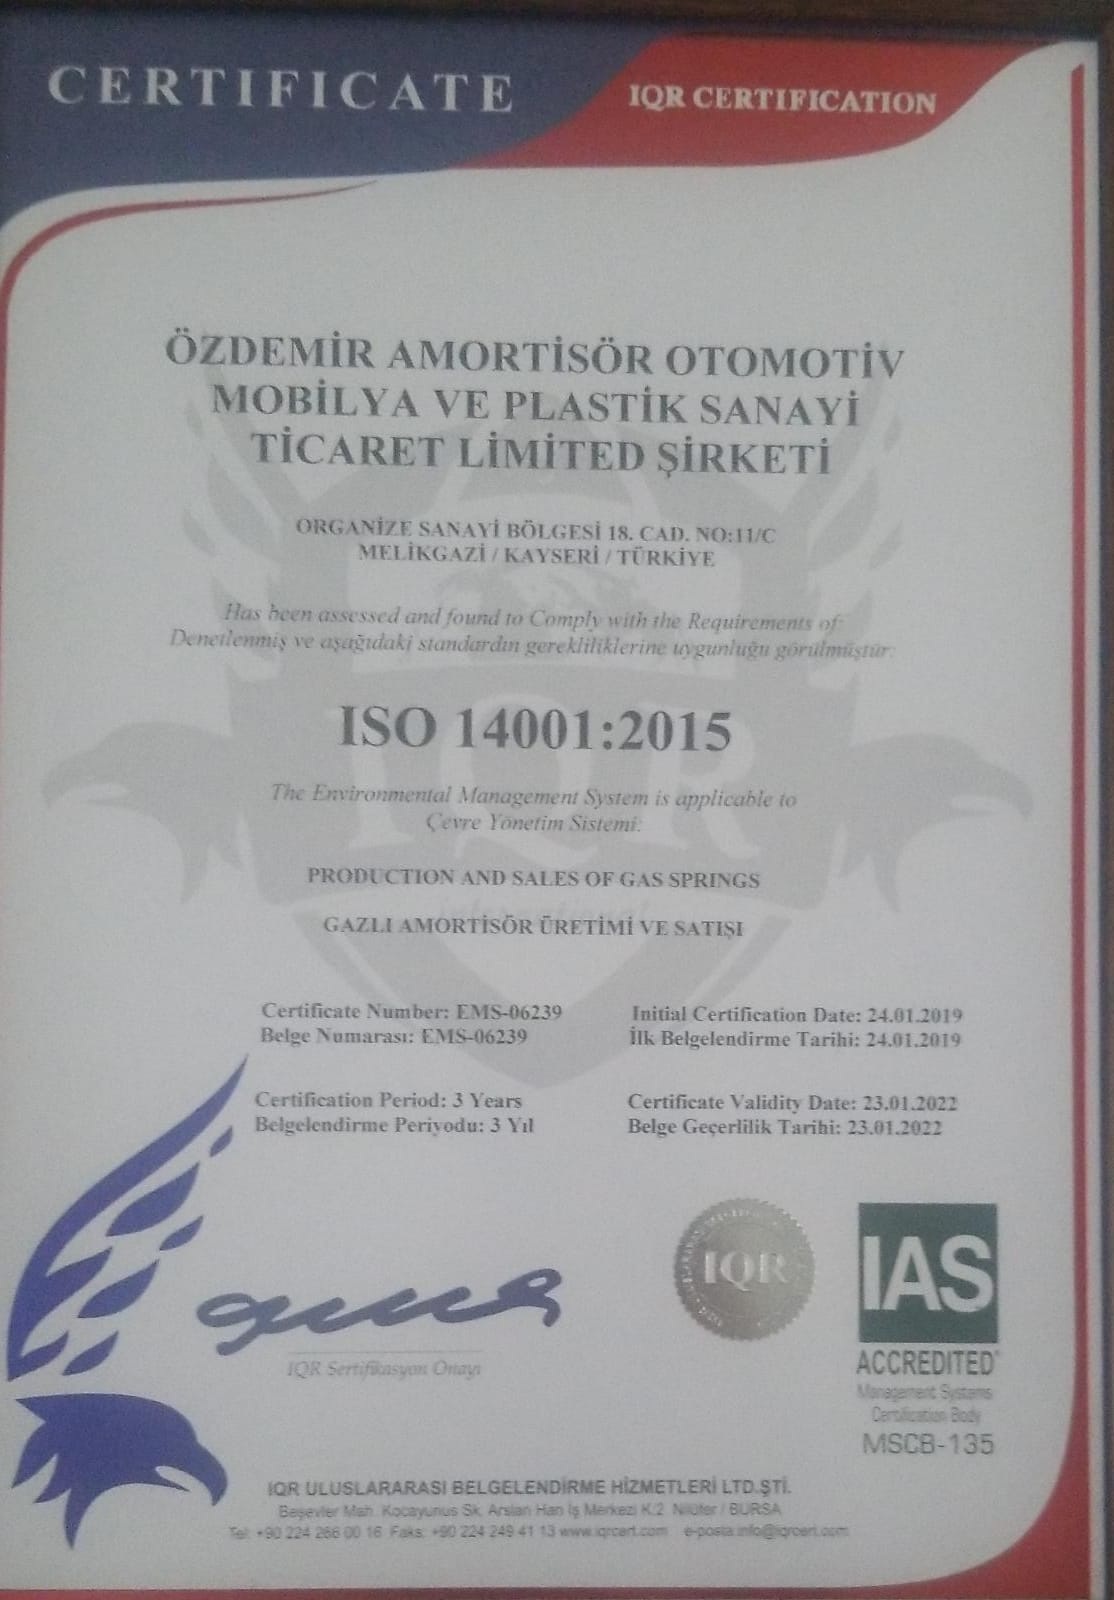 CERTIFICATE
IQR CERTIFICATION
ÖZDEMİR AMORTİSÖR OTOMOTİV
MOBİLYA VE PLASTİK SANAYİ
TİCARET LİMİTED ŞİRKETİ
ORGANİZE SANAYİ BÖLGESİ 18. CAD. NO:11/C
MELİKGAZİ / KAYSERİ / TÜRKİYE
Has been assessed and found to Comply with the Requirements of:
Denetlenmiş ve aşağıdaki standardın gerekliliklerine uygunluğu görülmüştür:
ISO 14001:2015
The Environmental Management System is applicable to
Çevre Yönetim Sistemi:
PRODUCTION AND SALES OF GAS SPRINGS
GAZLI AMORTİSÖR ÜRETİMİ VE SATIŞI
Certificate Number: EMS-06239
Belge Numarası: EMS-06239
Initial Certification Date: 24.01.2019
İlk Belgelendirme Tarihi: 24.01.2019
Certification Period: 3 Years
Belgelendirme Periyodu: 3 Yıl
Certificate Validity Date: 23.01.2022
Belge Geçerlilik Tarihi: 23.01.2022
IQR
IAS
ACCREDITED
Management Systems
Certification Body
MSCB-135
IQR Sertifikasyon Onayı
IQR ULUSLARARASI BELGELENDİRME HİZMETLERİ LTD.ŞTİ.
Beşevler Mah. Kocayunus Sk. Arslan Han İş Merkezi K:2 Nilüfer / BURSA
Tel: +90 224 266 00 16 Faks: +90 224 249 41 13 www.iqrcert.com e-posta:info@iqrcert.com